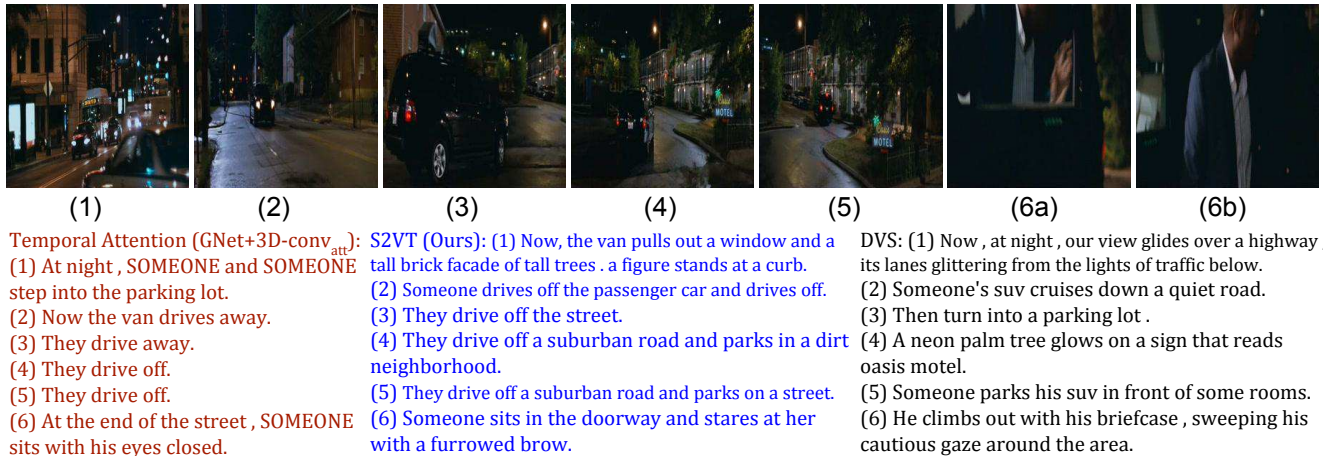 MOTEL
MOTEL
(1)
(2)
(3)
(4)
(5)
(6a)
(6b)
Temporal Attention (GNet+3D-conv_att):
(1) At night , SOMEONE and SOMEONE
step into the parking lot.
(2) Now the van drives away.
(3) They drive away.
(4) They drive off.
(5) They drive off.
(6) At the end of the street , SOMEONE
sits with his eyes closed.
S2VT (Ours): (1) Now, the van pulls out a window and a
tall brick facade of tall trees . a figure stands at a curb.
(2) Someone drives off the passenger car and drives off.
(3) They drive off the street.
(4) They drive off a suburban road and parks in a dirt
neighborhood.
(5) They drive off a suburban road and parks on a street.
(6) Someone sits in the doorway and stares at her
with a furrowed brow.
DVS: (1) Now , at night , our view glides over a highway ,
its lanes glittering from the lights of traffic below.
(2) Someone's suv cruises down a quiet road.
(3) Then turn into a parking lot .
(4) A neon palm tree glows on a sign that reads
oasis motel.
(5) Someone parks his suv in front of some rooms.
(6) He climbs out with his briefcase , sweeping his
cautious gaze around the area.